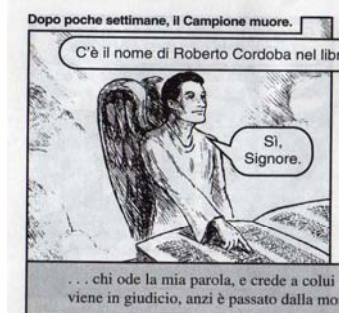 Dopo poche settimane, il Campione muore.
C'è il nome di Roberto Cordoba nel libr
Sì,
Signore.
. . . chi ode la mia parola, e crede a colui
viene in giudicio, anzi è passato dalla mo